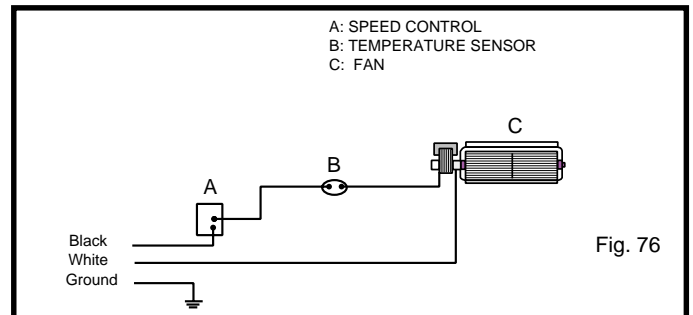 A: SPEED CONTROL
B: TEMPERATURE SENSOR
C: FAN
C
B
A
Black
White
Ground
Fig. 76